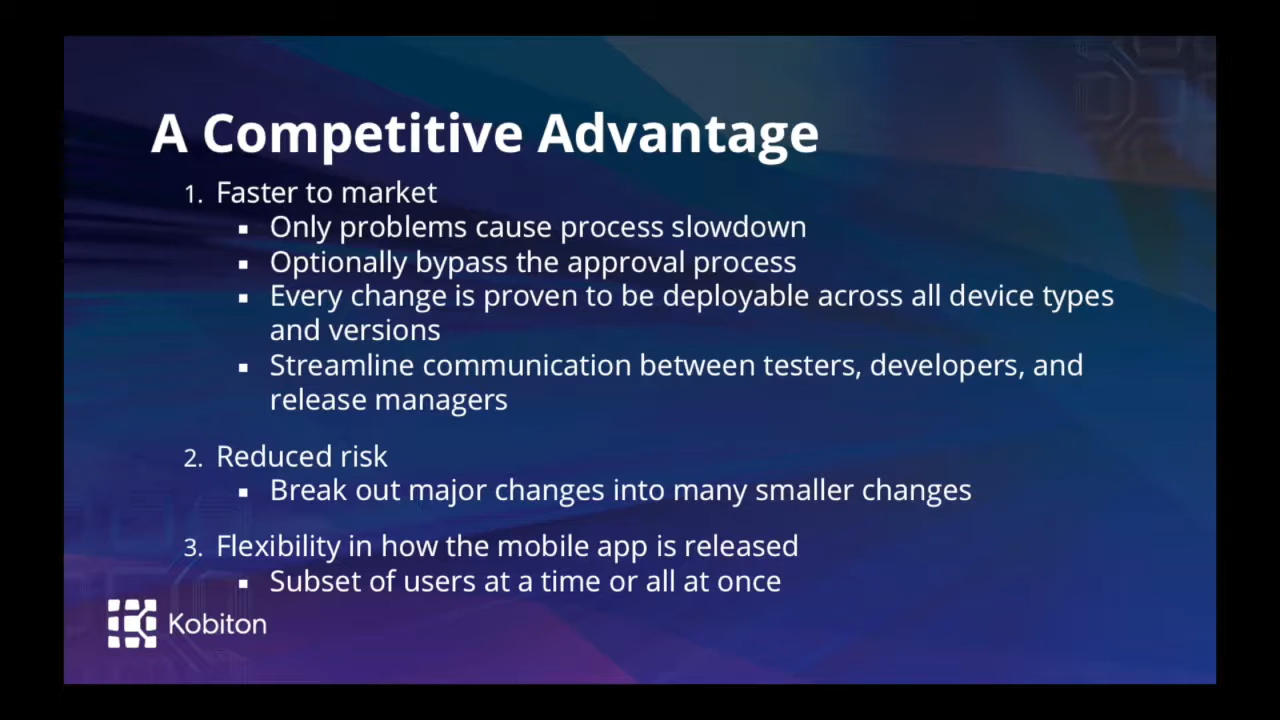 A Competitive Advantage
1. Faster to market
▪ Only problems cause process slowdown
▪ Optionally bypass the approval process
▪ Every change is proven to be deployable across all device types
and versions
▪ Streamline communication between testers, developers, and
release managers
2. Reduced risk
▪ Break out major changes into many smaller changes
3. Flexibility in how the mobile app is released
▪ Subset of users at a time or all at once
Kobiton